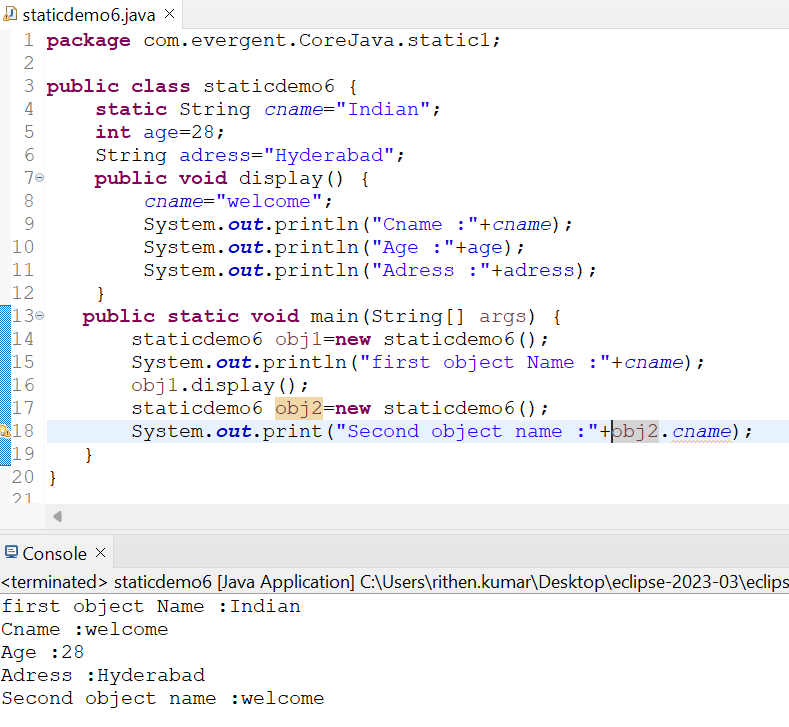 staticdemo6.java ×
1 package com.evergent.CoreJava.static1;
2
3 public class staticdemo6 {
4 static String cname="Indian";
5 int age=28;
6 String adress="Hyderabad";
7 public void display() {
8 cname="welcome";
9 System.out.println("Cname :"+cname);
10 System.out.println("Age :"+age);
11 System.out.println("Adress :"+adress);
12 }
13 public static void main(String[] args) {
14 staticdemo6 obj1=new staticdemo6();
15 System.out.println("first object Name :"+cname);
16 obj1.display();
17 staticdemo6 obj2=new staticdemo6();
18 System.out.print("Second object name :"+obj2.cname);
19 }
20 }
21
Console ×
<terminated> staticdemo6 [Java Application] C:\Users\rithen.kumar\Desktop\eclipse-2023-03\eclips
first object Name :Indian
Cname :welcome
Age :28
Adress :Hyderabad
Second object name :welcome